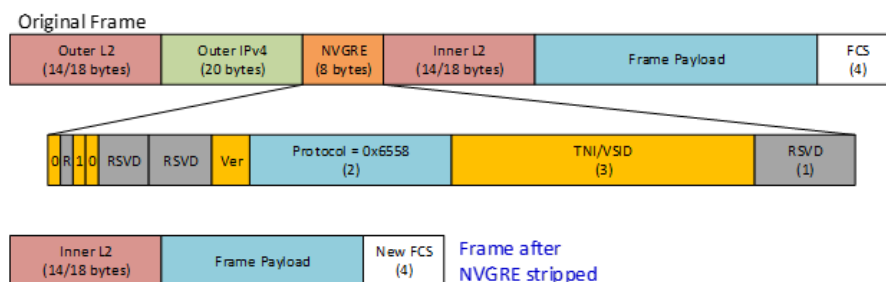 Original Frame
Outer L2 Outer IPv4 NVGRE Inner L2 Frame Payload FCS
(14/18 bytes) (20 bytes) (8 bytes) (14/18 bytes) (4)
0 R 1 0 RSVD RSVD Ver Protocol = 0x6558 TNI/VSID RSVD
(2) (3) (1)
Inner L2 Frame Payload New FCS Frame after
(14/18 bytes) (4) NVGRE stripped